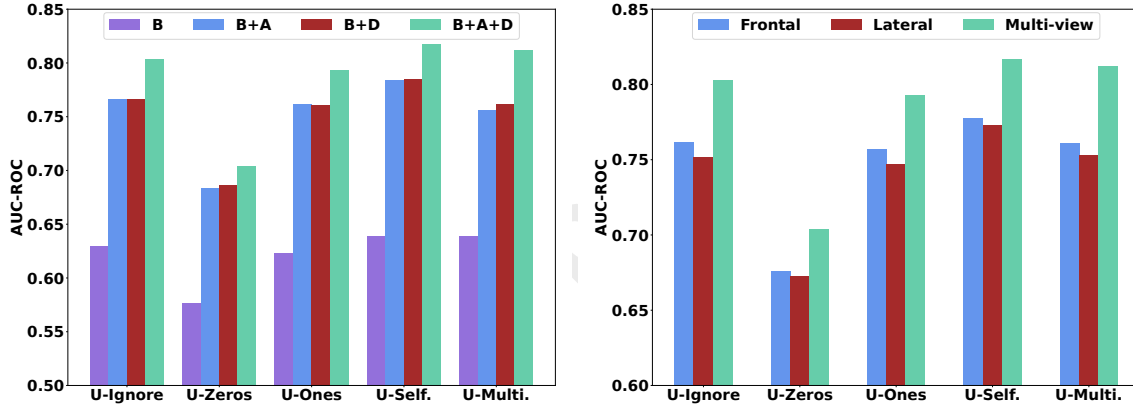 B B+A B+D B+A+D
AUC-ROC
0.85
0.80
0.75
0.70
0.65
0.60
0.55
0.50
U-Ignore U-Zeros U-Ones U-Self. U-Multi.
Frontal Lateral Multi-view
AUC-ROC
0.85
0.80
0.75
0.70
0.65
0.60
U-Ignore U-Zeros U-Ones U-Self. U-Multi.